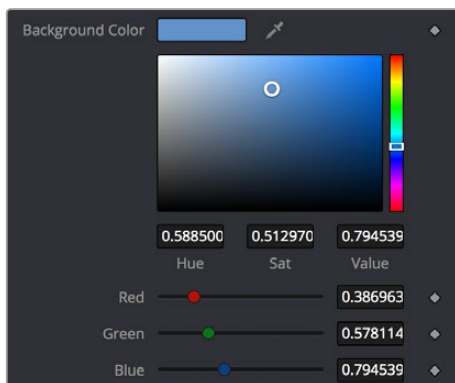 Background Color
0.588500 0.512970 0.794539
Hue Sat Value
Red 0.386963
Green 0.578114
Blue 0.794539